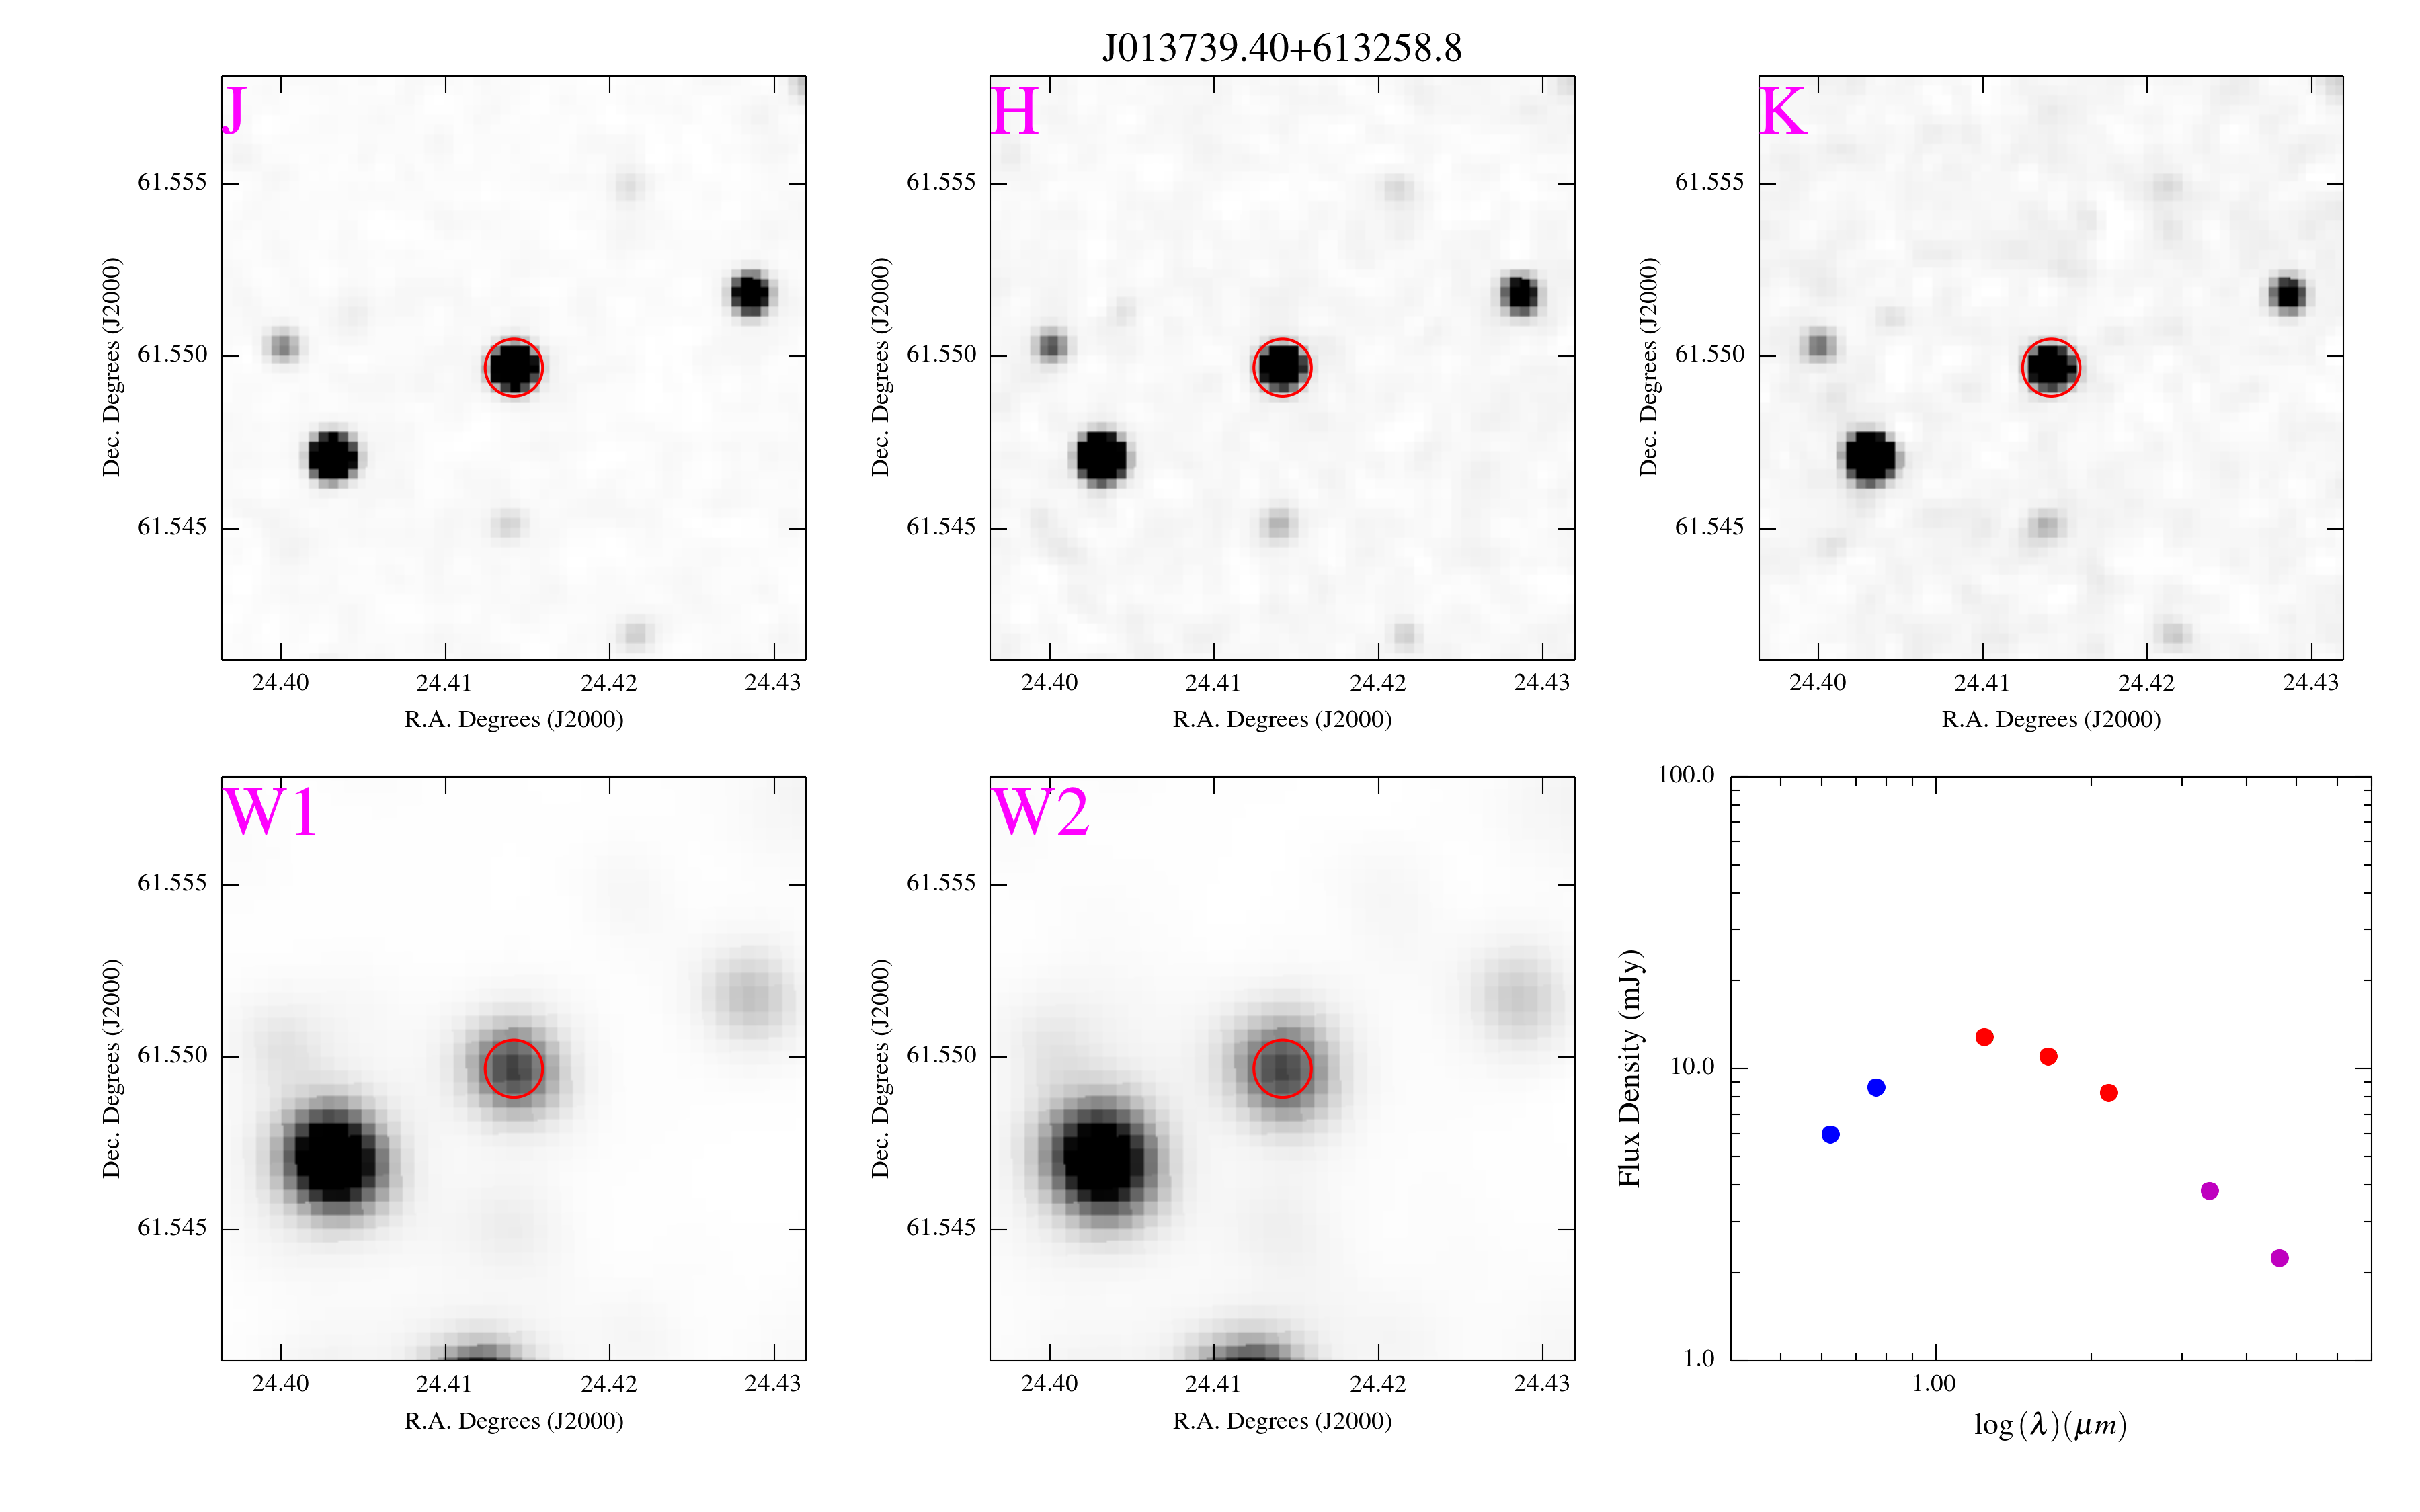 J013739.40+613258.8
J
61.555
61.550
61.545
24.40 24.41 24.42 24.43
R.A. Degrees (J2000)
Dec. Degrees (J2000)
H
61.555
61.550
61.545
24.40 24.41 24.42 24.43
R.A. Degrees (J2000)
Dec. Degrees (J2000)
K
61.555
61.550
61.545
24.40 24.41 24.42 24.43
R.A. Degrees (J2000)
Dec. Degrees (J2000)
W1
61.555
61.550
61.545
24.40 24.41 24.42 24.43
R.A. Degrees (J2000)
Dec. Degrees (J2000)
W2
61.555
61.550
61.545
24.40 24.41 24.42 24.43
R.A. Degrees (J2000)
Dec. Degrees (J2000)
100.0
10.0
1.0
1.00
log (λ)(μm)
Flux Density (mJy)